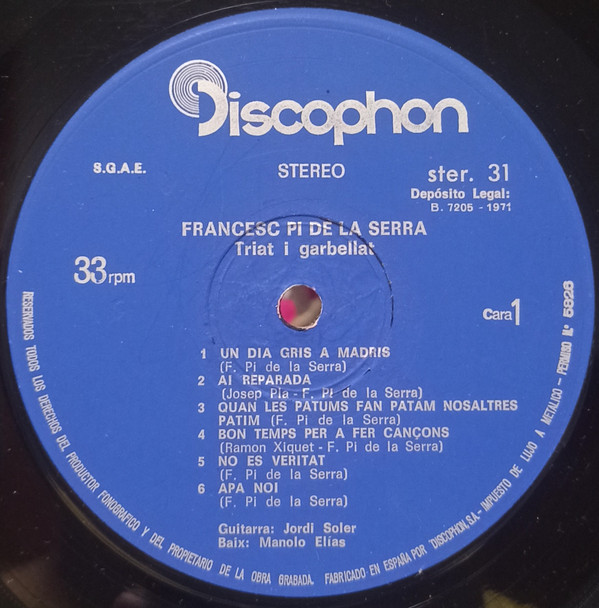 Discophon
S.G.A.E.
STEREO
ster. 31
Depósito Legal:
B. 7205 - 1971
FRANCESC Pi DE LA SERRA
Triat i garbellat
33 rpm
Cara 1
1 UN DIA GRIS A MADRIS
(F. Pi de la Serra)
2 AI REPARADA
(Josep Pla - F. Pi de la Serra)
3 QUAN LES PATUMS FAN PATAM NOSALTRES
PATIM (F. Pi de la Serra)
4 BON TEMPS PER A FER CANÇONS
(Ramon Xiquet - F. Pi de la Serra)
5 NO ES VERITAT
(F. Pi de la Serra)
6 APA NOI
(F. Pi de la Serra)
Guitarra: Jordi Soler
Baix: Manolo Elías
RESERVADOS TODOS LOS DERECHOS DEL PRODUCTOR FONOGRAFICO Y DEL PROPIETARIO DE LA OBRA GRABADA. FABRICADO EN ESPAÑA POR DISCOPHON, S.A.- IMPUESTO DE LUJO A METALICO - PERMISO N.º 5828